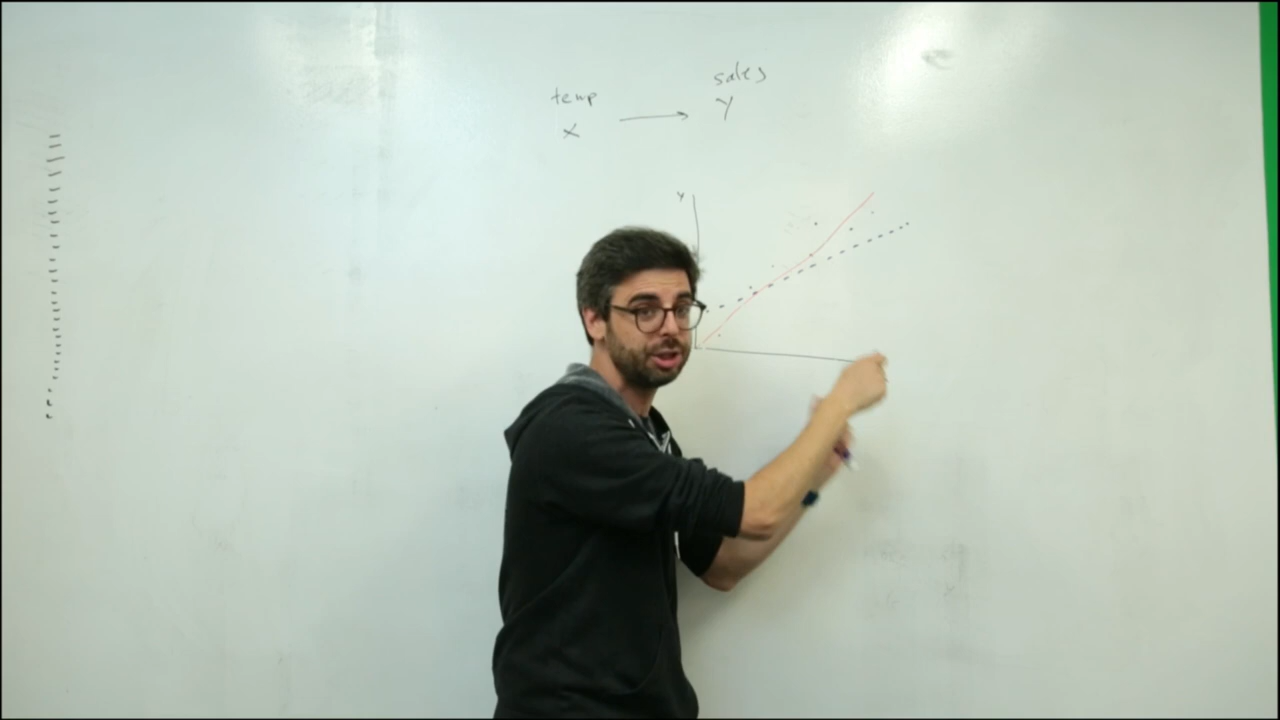 temp
sales
x → Y
Y